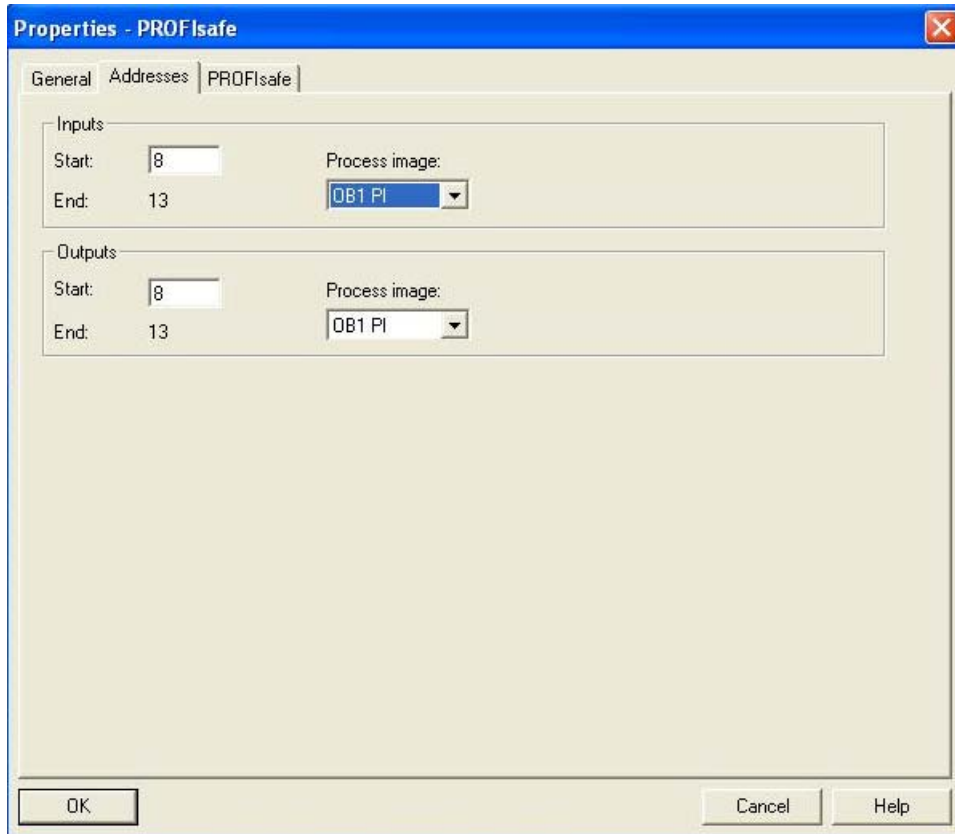 Properties - PROFIsafe
General Addresses PROFIsafe
Inputs
Start: 8 Process image:
End: 13 OB1 PI
Outputs
Start: 8 Process image:
End: 13 OB1 PI
OK Cancel Help